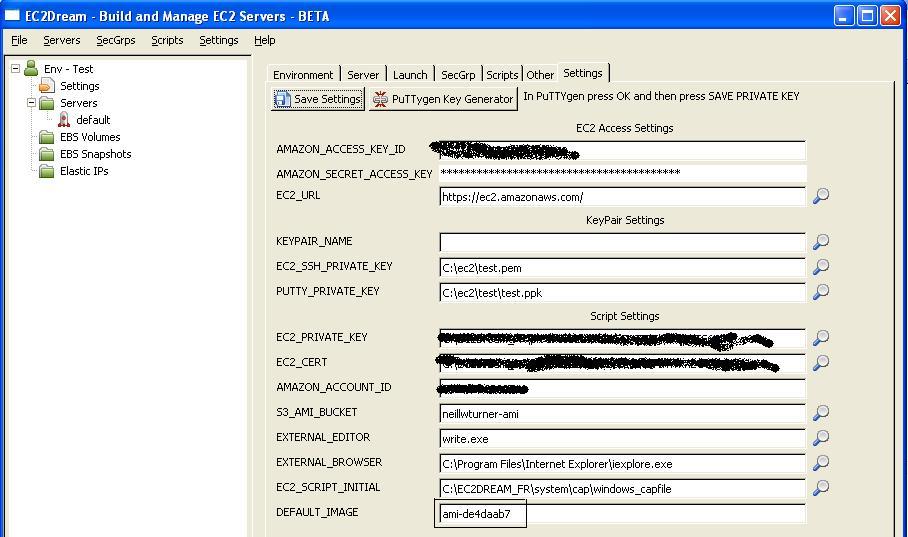 EC2Dream - Build and Manage EC2 Servers - BETA
File Servers SecGrps Scripts Settings Help
Env - Test
Settings
Servers
default
EBS Volumes
EBS Snapshots
Elastic IPs
Environment Server Launch SecGrp Scripts Other Settings
Save Settings PuTTygen Key Generator In PuTTYgen press OK and then press SAVE PRIVATE KEY
EC2 Access Settings
AMAZON_ACCESS_KEY_ID
AMAZON_SECRET_ACCESS_KEY ****************************************
EC2_URL https://ec2.amazonaws.com/
KeyPair Settings
KEYPAIR_NAME
EC2_SSH_PRIVATE_KEY C:\ec2\test.pem
PUTTY_PRIVATE_KEY C:\ec2\test\test.ppk
Script Settings
EC2_PRIVATE_KEY
EC2_CERT
AMAZON_ACCOUNT_ID
S3_AMI_BUCKET neillwturner-ami
EXTERNAL_EDITOR write.exe
EXTERNAL_BROWSER C:\Program Files\Internet Explorer\iexplore.exe
EC2_SCRIPT_INITIAL C:\EC2DREAM_FR\system\cap\windows_capfile
DEFAULT_IMAGE ami-de4daab7